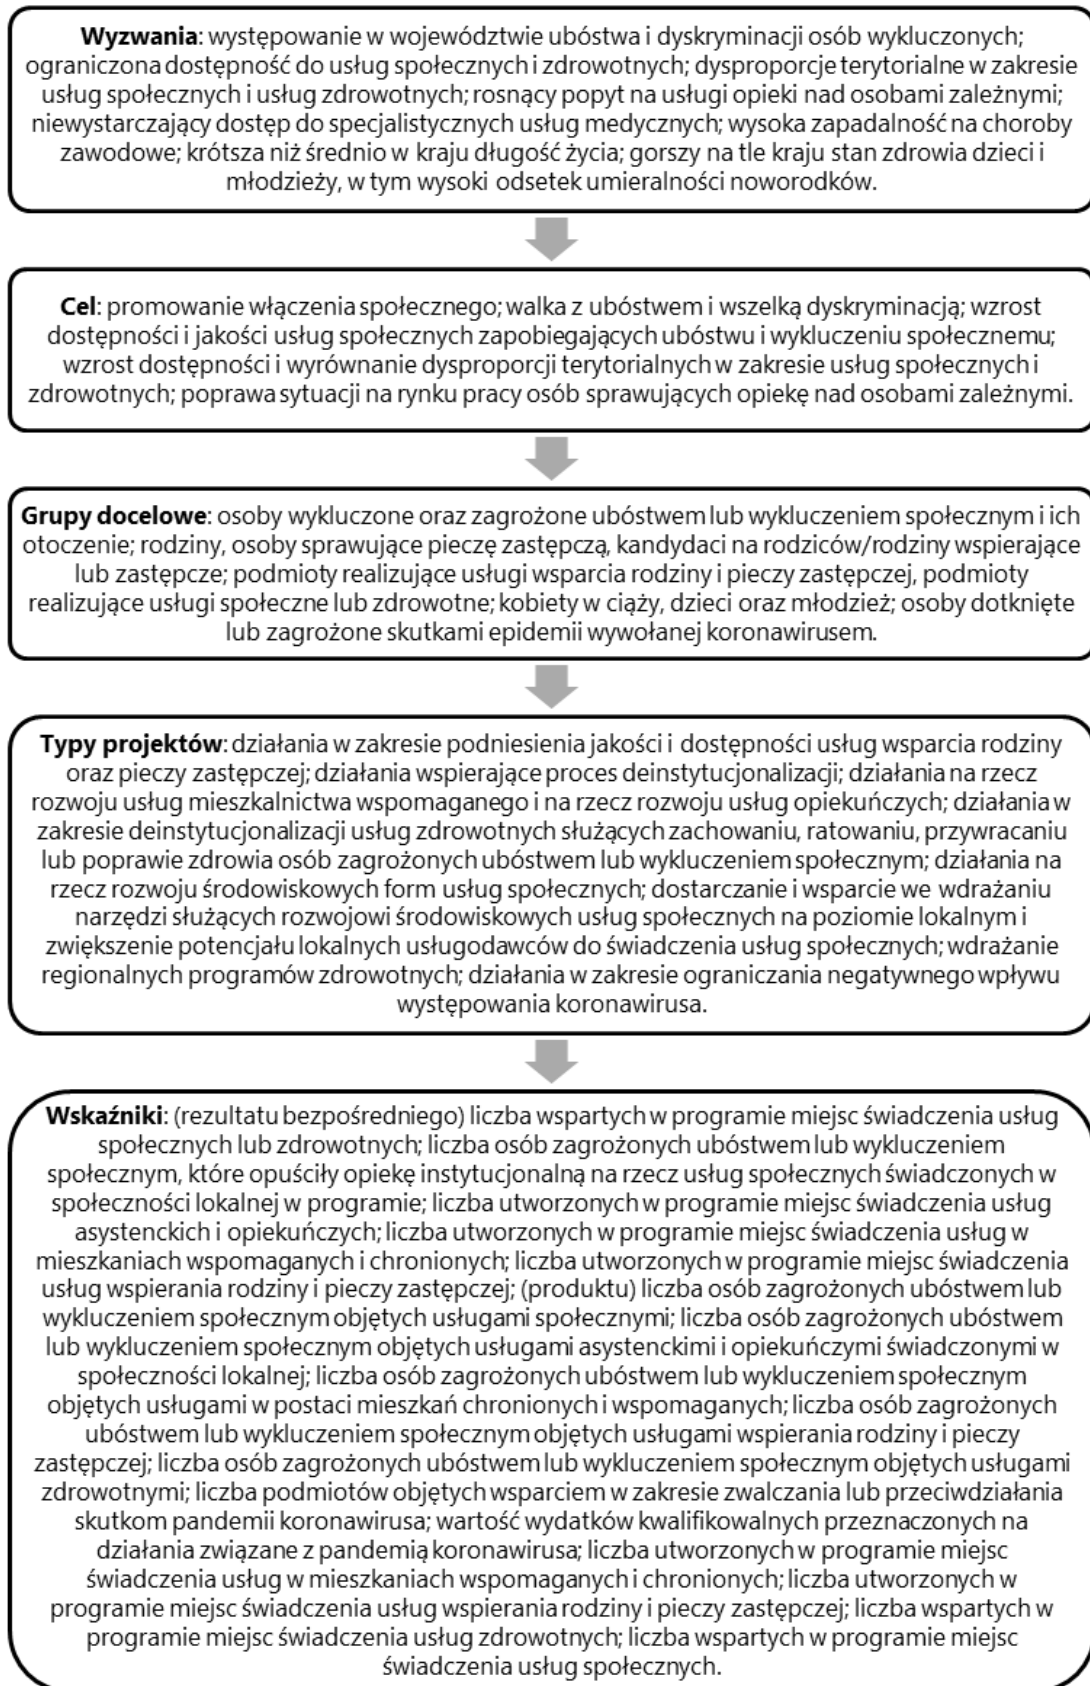 Wyzwania: występowanie w województwie ubóstwa i dyskryminacji osób wykluczonych;
ograniczona dostępność do usług społecznych i zdrowotnych; dysproporcje terytorialne w zakresie
usług społecznych i usług zdrowotnych; rosnący popyt na usługi opieki nad osobami zależnymi;
niewystarczający dostęp do specjalistycznych usług medycznych; wysoka zapadalność na choroby
zawodowe; krótsza niż średnio w kraju długość życia; gorszy na tle kraju stan zdrowia dzieci i
młodzieży, w tym wysoki odsetek umieralności noworodków.
Cel: promowanie włączenia społecznego; walka z ubóstwem i wszelką dyskryminacją; wzrost
dostępności i jakości usług społecznych zapobiegających ubóstwu i wykluczeniu społecznemu;
wzrost dostępności i wyrównanie dysproporcji terytorialnych w zakresie usług społecznych i
zdrowotnych; poprawa sytuacji na rynku pracy osób sprawujących opiekę nad osobami zależnymi.
Grupy docelowe: osoby wykluczone oraz zagrożone ubóstwem lub wykluczeniem społecznym i ich
otoczenie; rodziny, osoby sprawujące pieczę zastępczą, kandydaci na rodziców/rodziny wspierające
lub zastępcze; podmioty realizujące usługi wsparcia rodziny i pieczy zastępczej, podmioty
realizujące usługi społeczne lub zdrowotne; kobiety w ciąży, dzieci oraz młodzież; osoby dotknięte
lub zagrożone skutkami epidemii wywołanej koronawirusem.
Typy projektów: działania w zakresie podniesienia jakości i dostępności usług wsparcia rodziny
oraz pieczy zastępczej; działania wspierające proces deinstytucjonalizacji; działania na rzecz
rozwoju usług mieszkalnictwa wspomaganego i na rzecz rozwoju usług opiekuńczych; działania w
zakresie deinstytucjonalizacji usług zdrowotnych służących zachowaniu, ratowaniu, przywracaniu
lub poprawie zdrowia osób zagrożonych ubóstwem lub wykluczeniem społecznym; działania na
rzecz rozwoju środowiskowych form usług społecznych; dostarczanie i wsparcie we wdrażaniu
narzędzi służących rozwojowi środowiskowych usług społecznych na poziomie lokalnym i
zwiększenie potencjału lokalnych usługodawców do świadczenia usług społecznych; wdrażanie
regionalnych programów zdrowotnych; działania w zakresie ograniczania negatywnego wpływu
występowania koronawirusa.
Wskaźniki: (rezultatu bezpośredniego) liczba wspartych w programie miejsc świadczenia usług
społecznych lub zdrowotnych; liczba osób zagrożonych ubóstwem lub wykluczeniem
społecznym, które opuściły opiekę instytucjonalną na rzecz usług społecznych świadczonych w
społeczności lokalnej w programie; liczba utworzonych w programie miejsc świadczenia usług
asystenckich i opiekuńczych; liczba utworzonych w programie miejsc świadczenia usług w
mieszkaniach wspomaganych i chronionych; liczba utworzonych w programie miejsc świadczenia
usług wspierania rodziny i pieczy zastępczej; (produktu) liczba osób zagrożonych ubóstwem lub
wykluczeniem społecznym objętych usługami społecznymi; liczba osób zagrożonych ubóstwem
lub wykluczeniem społecznym objętych usługami asystenckimi i opiekuńczymi świadczonymi w
społeczności lokalnej; liczba osób zagrożonych ubóstwem lub wykluczeniem społecznym
objętych usługami w postaci mieszkań chronionych i wspomaganych; liczba osób zagrożonych
ubóstwem lub wykluczeniem społecznym objętych usługami wspierania rodziny i pieczy
zastępczej; liczba osób zagrożonych ubóstwem lub wykluczeniem społecznym objętych usługami
zdrowotnymi; liczba podmiotów objętych wsparciem w zakresie zwalczania lub przeciwdziałania
skutkom pandemii koronawirusa; wartość wydatków kwalifikowalnych przeznaczonych na
działania związane z pandemią koronawirusa; liczba utworzonych w programie miejsc
świadczenia usług w mieszkaniach wspomaganych i chronionych; liczba utworzonych w
programie miejsc świadczenia usług wspierania rodziny i pieczy zastępczej; liczba wspartych w
programie miejsc świadczenia usług zdrowotnych; liczba wspartych w programie miejsc
świadczenia usług społecznych.